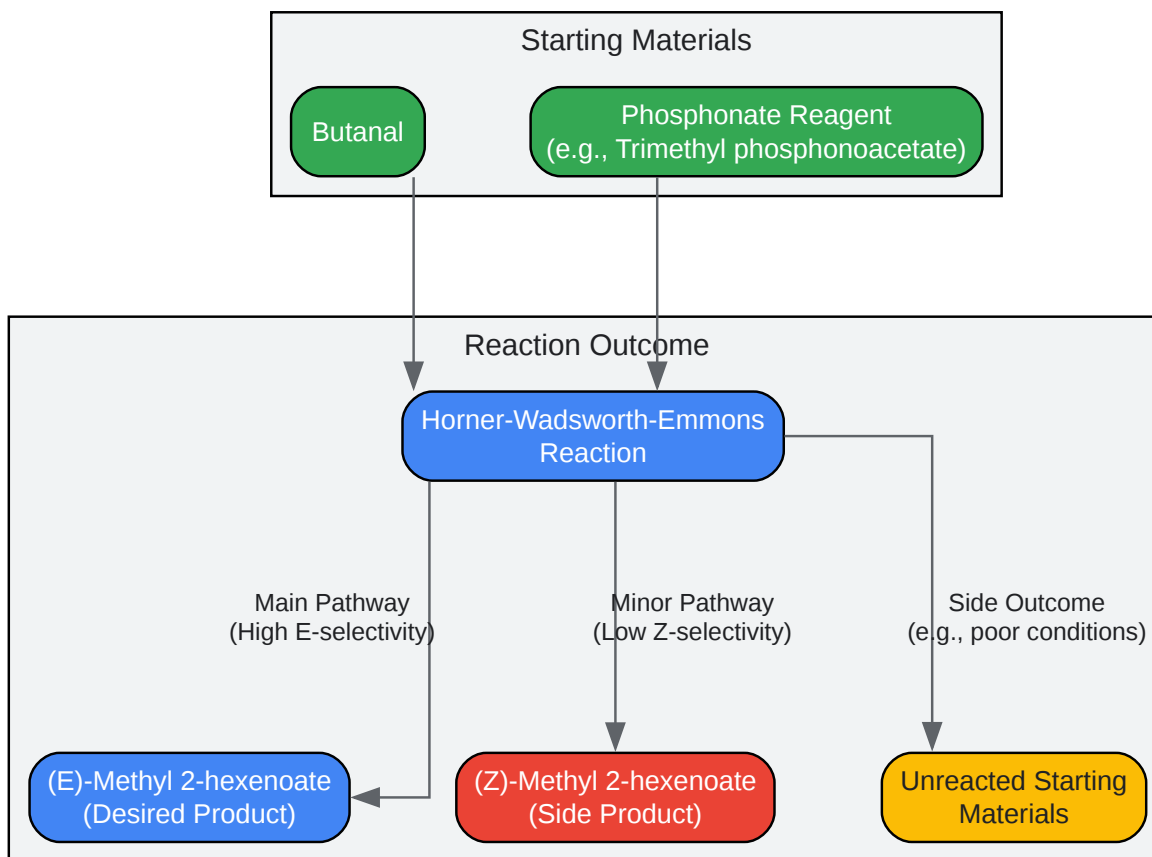 Starting Materials
Butanal
Phosphonate Reagent
(e.g., Trimethyl phosphonoacetate)
Reaction Outcome
Horner-Wadsworth-Emmons
Reaction
Main Pathway
(High E-selectivity)
Minor Pathway
(Low Z-selectivity)
Side Outcome
(e.g., poor conditions)
(E)-Methyl 2-hexenoate
(Desired Product)
(Z)-Methyl 2-hexenoate
(Side Product)
Unreacted Starting
Materials